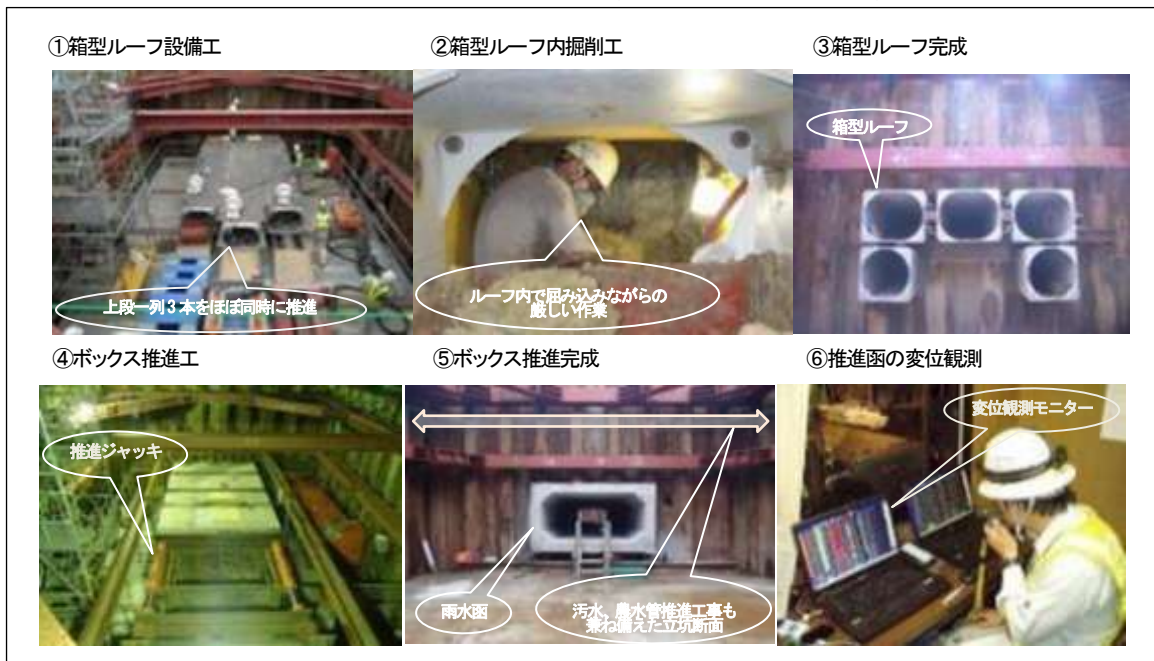 ①箱型ルーフ設備工
②箱型ルーフ内掘削工
③箱型ルーフ完成
箱型ルーフ
上段一列3本をほぼ同時に推進
ルーフ内で屈み込みながらの
厳しい作業
④ボックス推進工
⑤ボックス推進完成
⑥推進函の変位観測
推進ジャッキ
変位観測モニター
雨水函
汚水、農水管推進工事も
兼ね備えた立坑断面